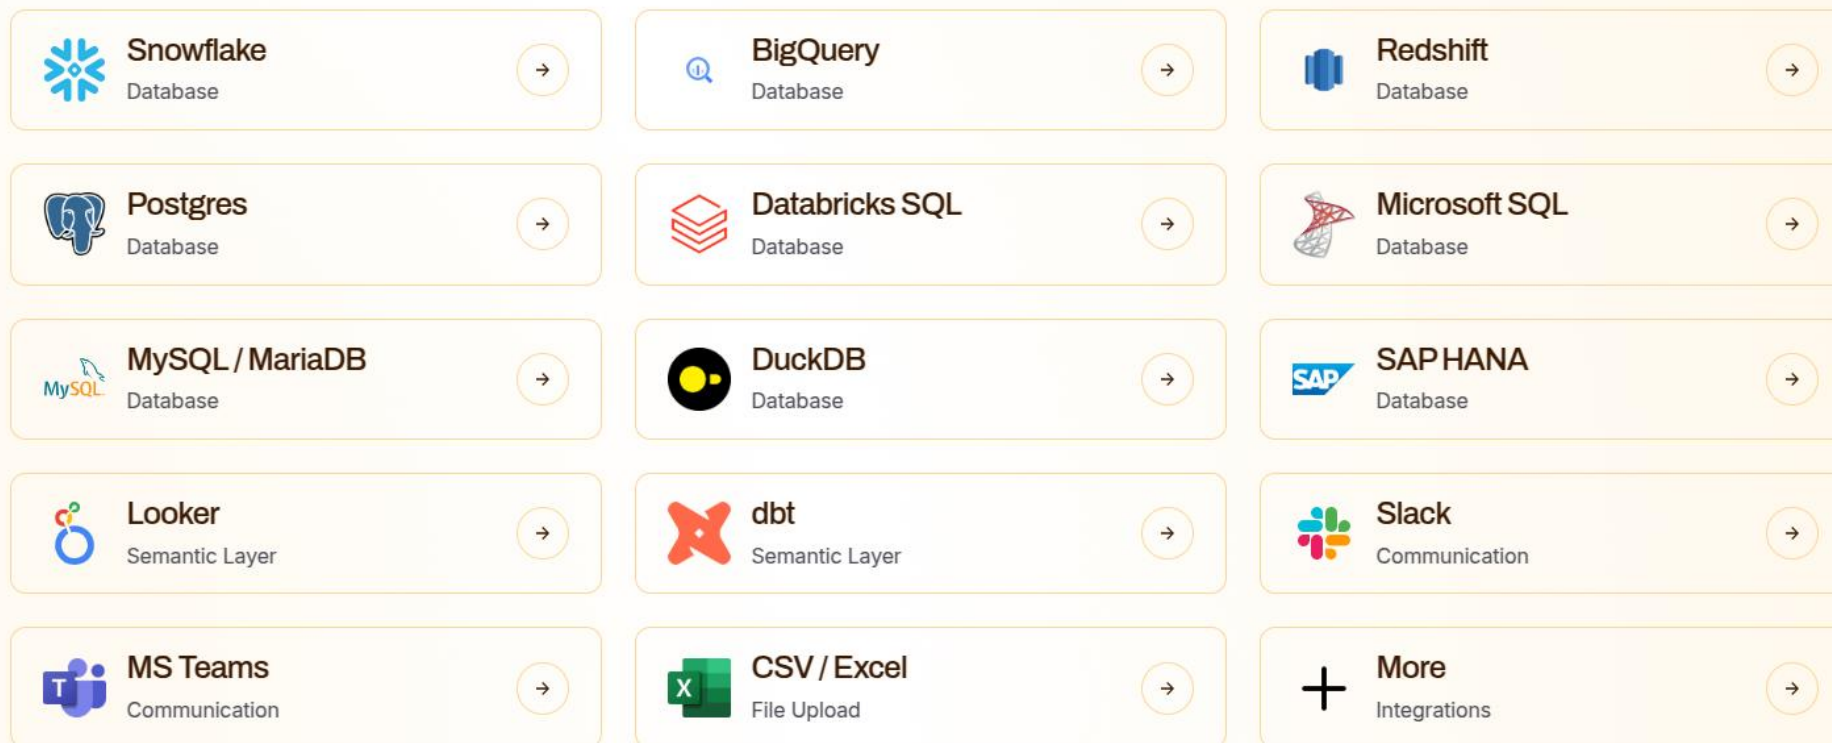 Snowflake
Database
BigQuery
Database
Redshift
Database
Postgres
Database
Databricks SQL
Database
Microsoft SQL
Database
MySQL
MySQL / MariaDB
Database
DuckDB
Database
SAP
SAP HANA
Database
Looker
Semantic Layer
dbt
Semantic Layer
Slack
Communication
T
MS Teams
Communication
X
CSV / Excel
File Upload
More
Integrations